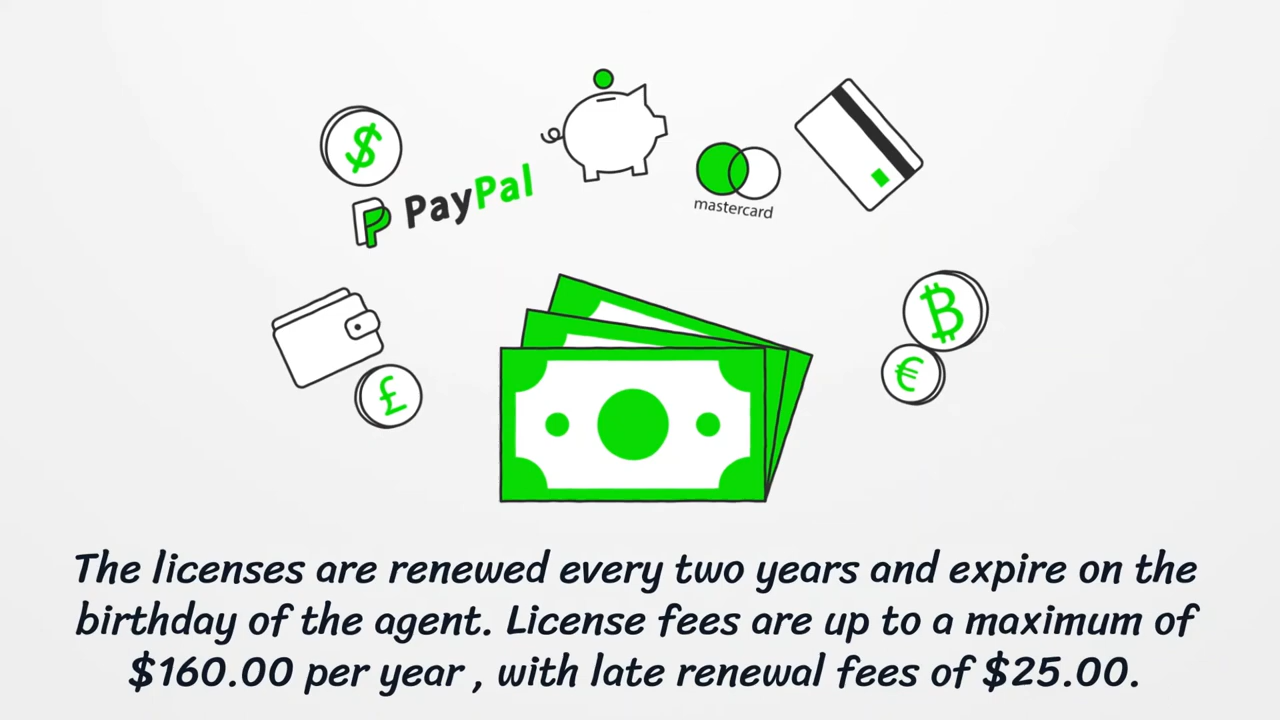 $
PayPal
mastercard
£
₿
€
The licenses are renewed every two years and expire on the
birthday of the agent. License fees are up to a maximum of
$160.00 per year , with late renewal fees of $25.00.